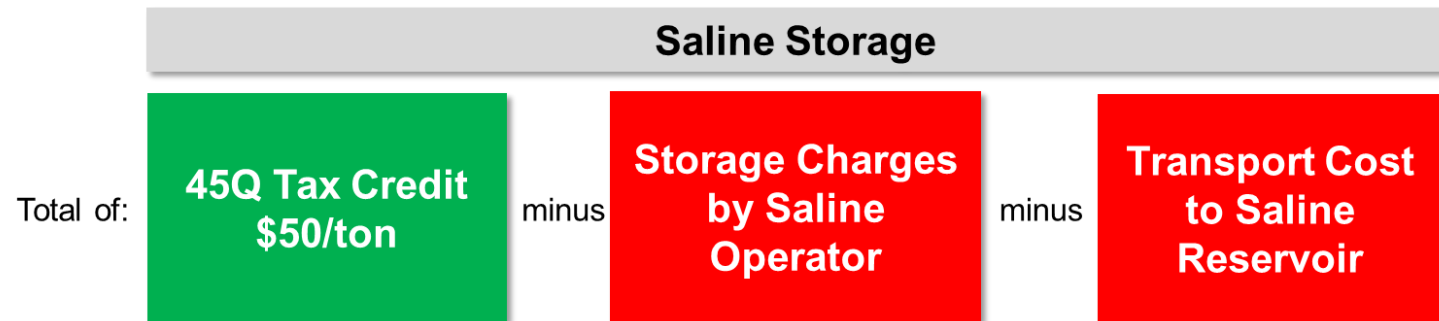 Saline Storage
Total of:
45Q Tax Credit
$50/ton
minus
Storage Charges
by Saline
Operator
minus
Transport Cost
to Saline
Reservoir